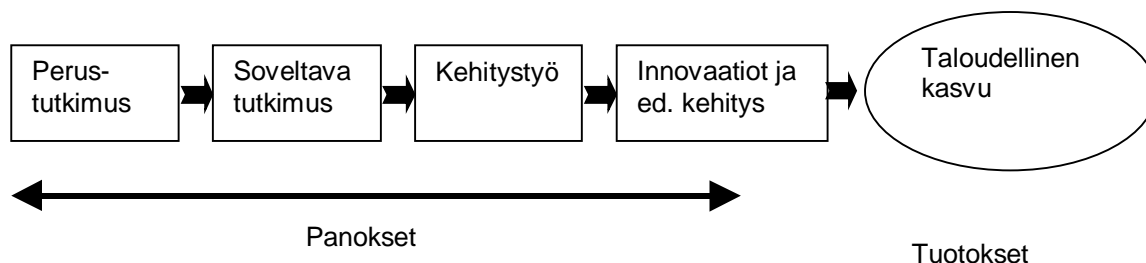 Perus-
tutkimus
Soveltava
tutkimus
Kehitystyö
Innovaatiot ja
ed. kehitys
Taloudellinen
kasvu
Panokset
Tuotokset